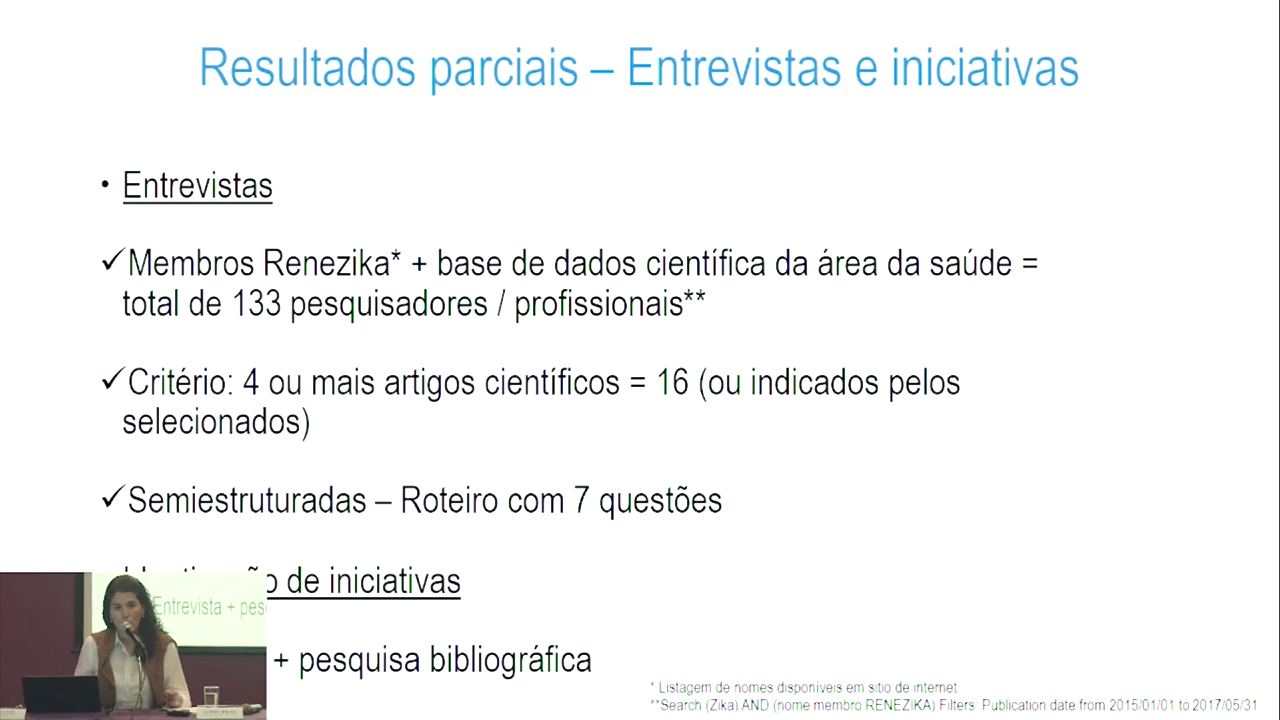 Resultados parciais – Entrevistas e iniciativas
• Entrevistas
✓Membros Renezika* + base de dados científica da área da saúde =
total de 133 pesquisadores / profissionais**
✓Critério: 4 ou mais artigos científicos = 16 (ou indicados pelos
selecionados)
✓Semiestruturadas – Roteiro com 7 questões
de iniciativas
Entrevista + pes
+ pesquisa bibliográfica
* Listagem de nomes disponíveis em sitio de internet
**Search (Zika) AND (nome membro RENEZIKA) Filters Publication date from 2015/01/01 to 2017/05/31